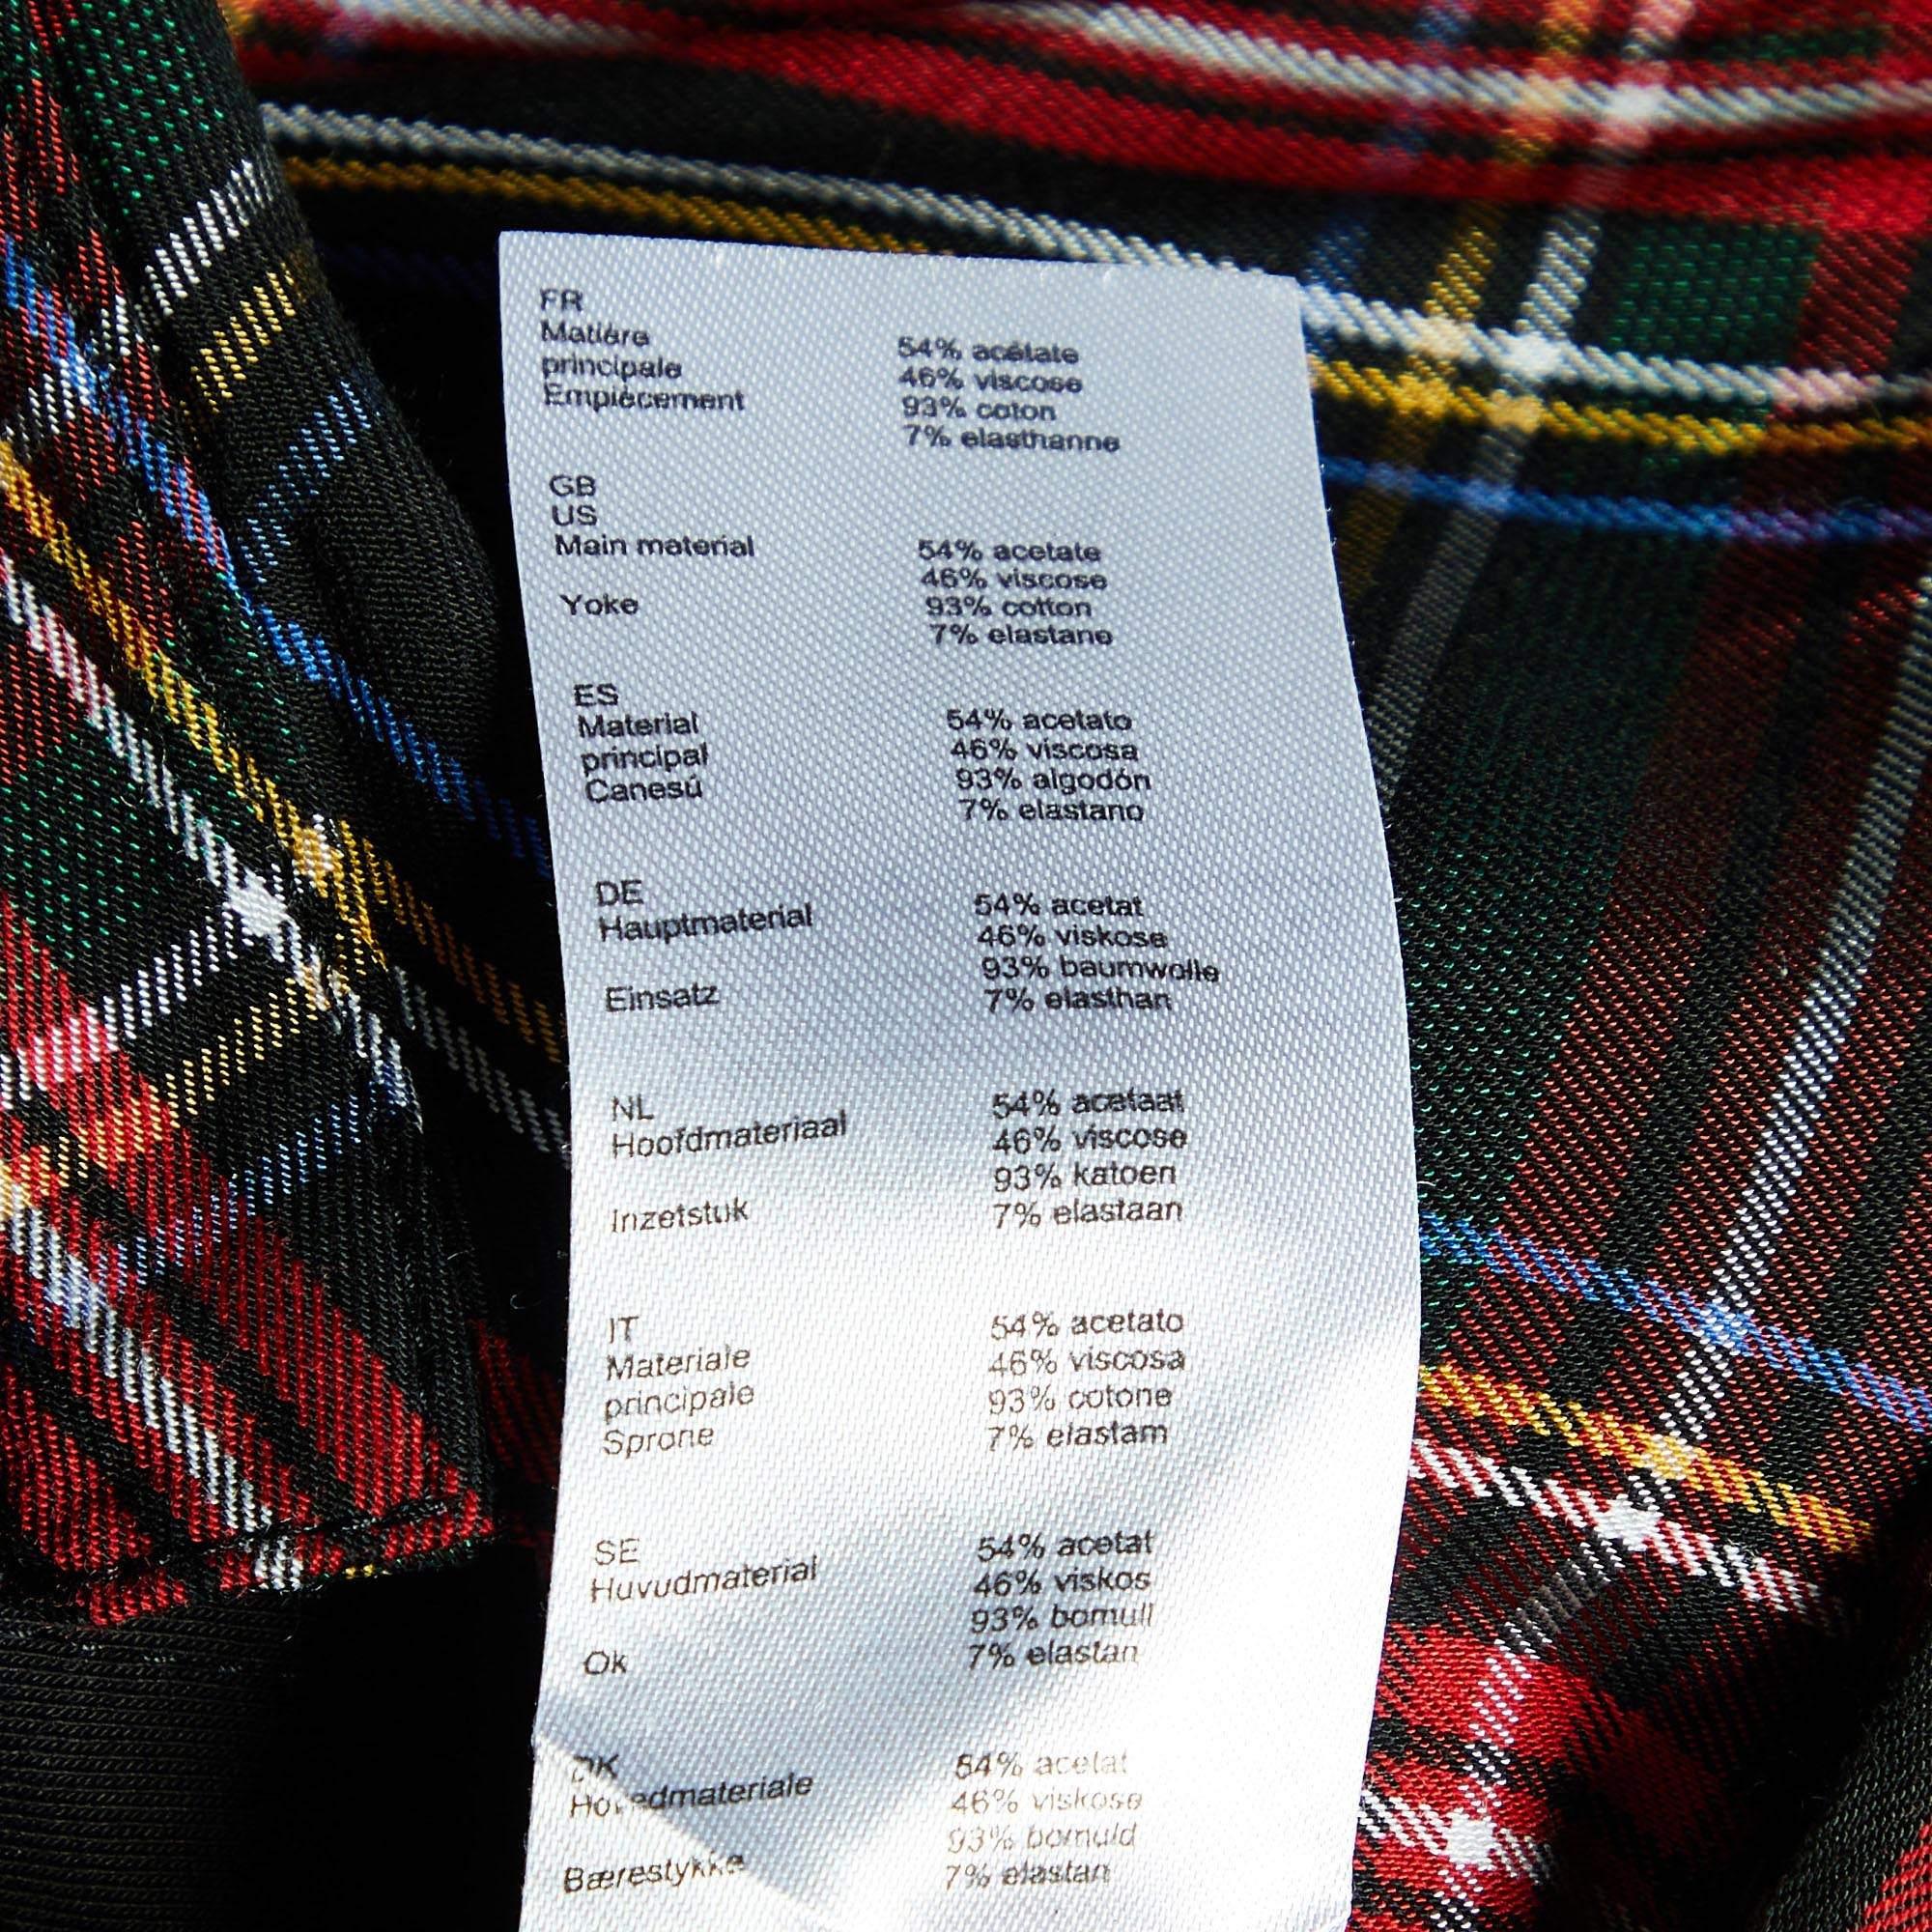 FR
Matière
principale 54% acétate
46% viscose
Empiècement 93% coton
7% elasthanne
GB
US
Main material 54% acetate
46% viscose
Yoke 93% cotton
7% elastane
ES
Material 54% acetato
principal 46% viscosa
Canesú 93% algodón
7% elastano
DE
Hauptmaterial 54% acetat
46% viskose
93% baumwolle
Einsatz 7% elasthan
NL 54% acetaat
Hoofdmateriaal 46% viscose
93% katoen
Inzetstuk 7% elastaan
IT 54% acetato
Materiale 46% viscosa
principale 93% cotone
Sprone 7% elastam
SE 54% acetat
Huvudmaterial 46% viskos
93% bomull
Ok 7% elastan
DK 54% acetat
Hovedmateriale 46% viskose
93% bomuld
Bærestykke 7% elastan